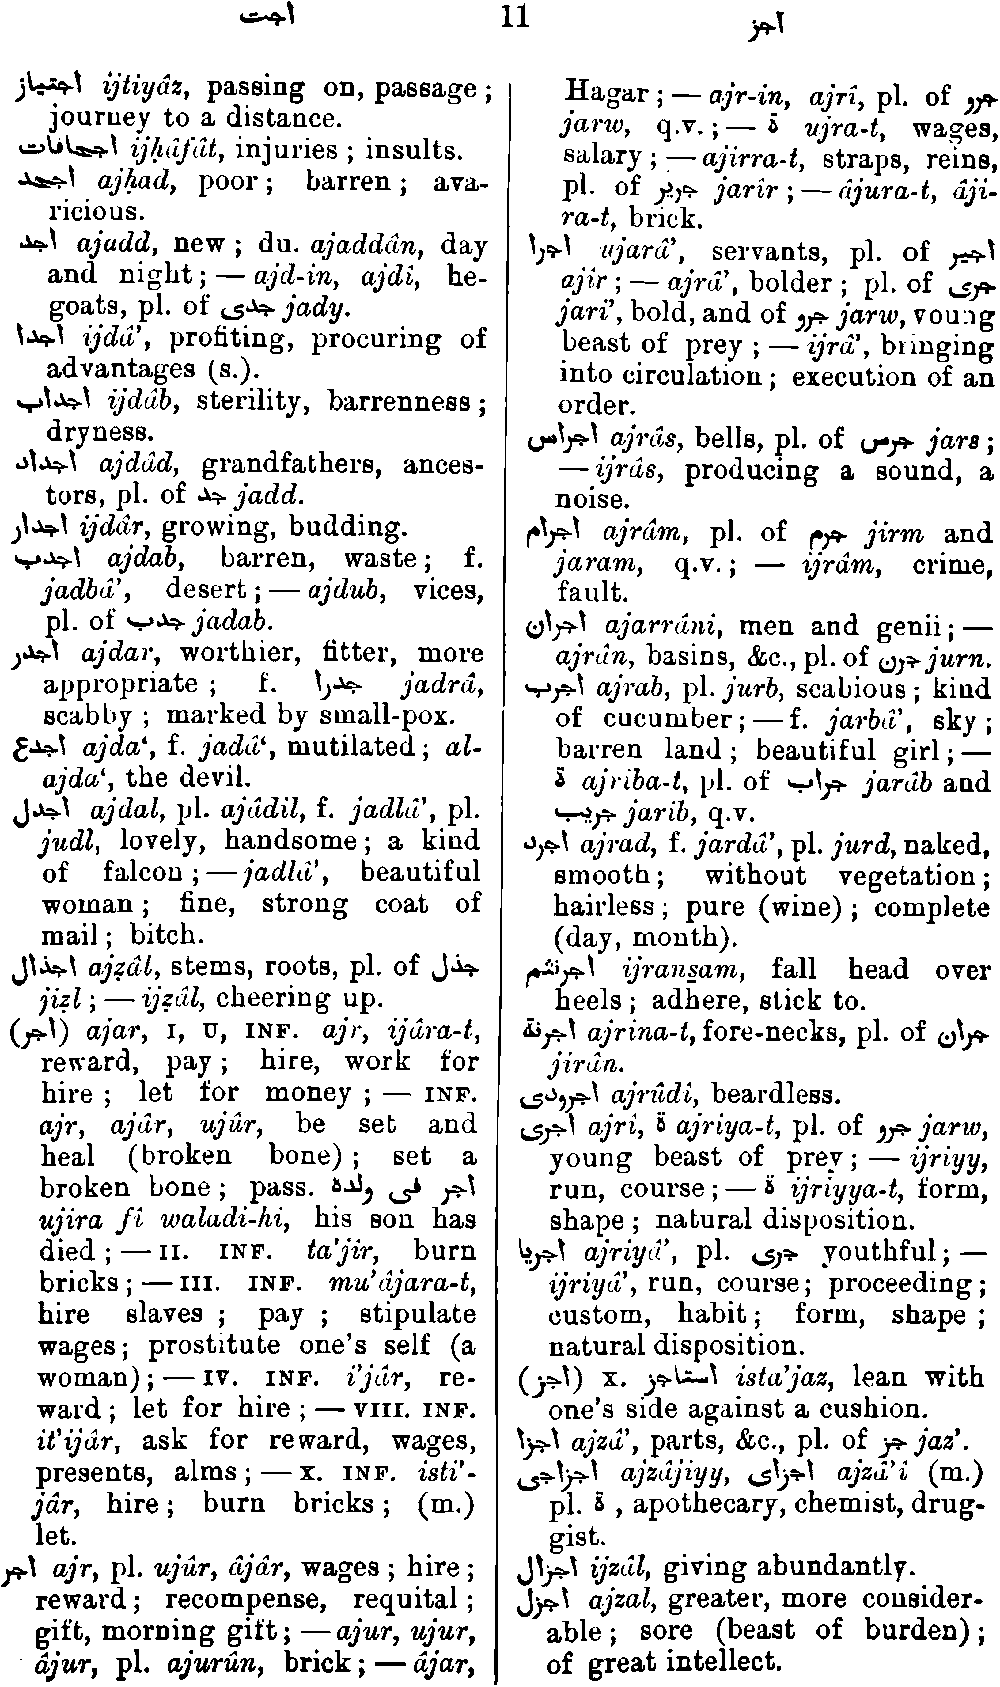 اجت 11 اجز
اجتياز ijtiyâz, passing on, passage ;
journey to a distance.
اجحافات ijḥâfât, injuries ; insults.
اجحد ajḥad, poor ; barren ; ava-
ricious.
اجد ajadd, new ; du. ajaddân, day
and night ; — ajd-in, ajdî, he-
goats, pl. of جدى jady.
اجدا ijdâ’, profiting, procuring of
advantages (s.).
اجداب ijdâb, sterility, barrenness ;
dryness.
اجداد ajdâd, grandfathers, ances-
tors, pl. of جد jadd.
اجدار ijdâr, growing, budding.
اجدب ajdab, barren, waste ; f.
jadbâ’, desert ; — ajdub, vices,
pl. of جدب jadab.
اجدر ajdar, worthier, fitter, more
appropriate ; f. جدرا jadrâ,
scabby ; marked by small-pox.
اجدع ajda‘, f. jadâ‘, mutilated ; al-
ajda‘, the devil.
اجدل ajdal, pl. ajâdil, f. jadlâ’, pl.
judl, lovely, handsome ; a kind
of falcon ; — jadlâ’, beautiful
woman ; fine, strong coat of
mail ; bitch.
اجذال ajẓâl, stems, roots, pl. of جذل
jiẓl ; — ijẓâl, cheering up.
(اجر) ajar, I, U, INF. ajr, ijâra-t,
reward, pay ; hire, work for
hire ; let for money ; — INF.
ajr, ajâr, ujûr, be set and
heal (broken bone) ; set a
broken bone ; pass. اجر فى ولدة
ujira fî waladi-hi, his son has
died ; — II. INF. ta’jîr, burn
bricks ; — III. INF. mu’âjara-t,
hire slaves ; pay ; stipulate
wages ; prostitute one’s self (a
woman) ; — IV. INF. i’jâr, re-
ward ; let for hire ; — VIII. INF.
it’ijâr, ask for reward, wages,
presents, alms ; — X. INF. isti’-
jâr, hire ; burn bricks ; (m.)
let.
اجر ajr, pl. ujûr, âjâr, wages ; hire ;
reward ; recompense, requital ;
gift, morning gift ; — ajur, ujur,
âjur, pl. ajurûn, brick ; — âjar,
Hagar ; — ajr-in, ajrî, pl. of جرو
jarw, q.v. ; — ة ujra-t, wages,
salary ; — ajirra-t, straps, reins,
pl. of جرير jarîr ; — âjura-t, âji-
ra-t, brick.
اجرا ujarâ’, servants, pl. of اجير
ajîr ; — ajrâ’, bolder ; pl. of جرى
jarî’, bold, and of جرو jarw, young
beast of prey ; — ijrâ’, bringing
into circulation ; execution of an
order.
اجراس ajrâs, bells, pl. of جرس jars ;
— ijrâs, producing a sound, a
noise.
اجرام ajrâm, pl. of جرم jirm and
jaram, q.v. ; — ijrâm, crime,
fault.
اجران ajarrâni, men and genii ; —
ajrân, basins, &c., pl. of جرن jurn.
اجرب ajrab, pl. jurb, scabious ; kind
of cucumber ; — f. jarbâ’, sky ;
barren land ; beautiful girl ; —
ة ajriba-t, pl. of جراب jarâb and
جريب jarîb, q.v.
اجرد ajrad, f. jardâ’, pl. jurd, naked,
smooth ; without vegetation ;
hairless ; pure (wine) ; complete
(day, month).
اجرنثم ijransam, fall head over
heels ; adhere, stick to.
اجرنة ajrina-t, fore-necks, pl. of جران
jirân.
اجرودى ajrûdî, beardless.
اجرى ajrî, ة ajriya-t, pl. of جرو jarw,
young beast of prey ; — ijriyy,
run, course ; — ة ijriyya-t, form,
shape ; natural disposition.
اجريا ajriyâ’, pl. جرى youthful ; —
ijriyâ’, run, course ; proceeding ;
custom, habit ; form, shape ;
natural disposition.
(اجز) X. استاجز ista’jaz, lean with
one’s side against a cushion.
اجزا ajzâ’, parts, &c., pl. of جز jaz’.
اجزاجى ajzâjiyy, اجزاى ajzâ’î (m.)
pl. ة , apothecary, chemist, drug-
gist.
اجزال ijzâl, giving abundantly.
اجزل ajzal, greater, more consider-
able ; sore (beast of burden) ;
of great intellect.